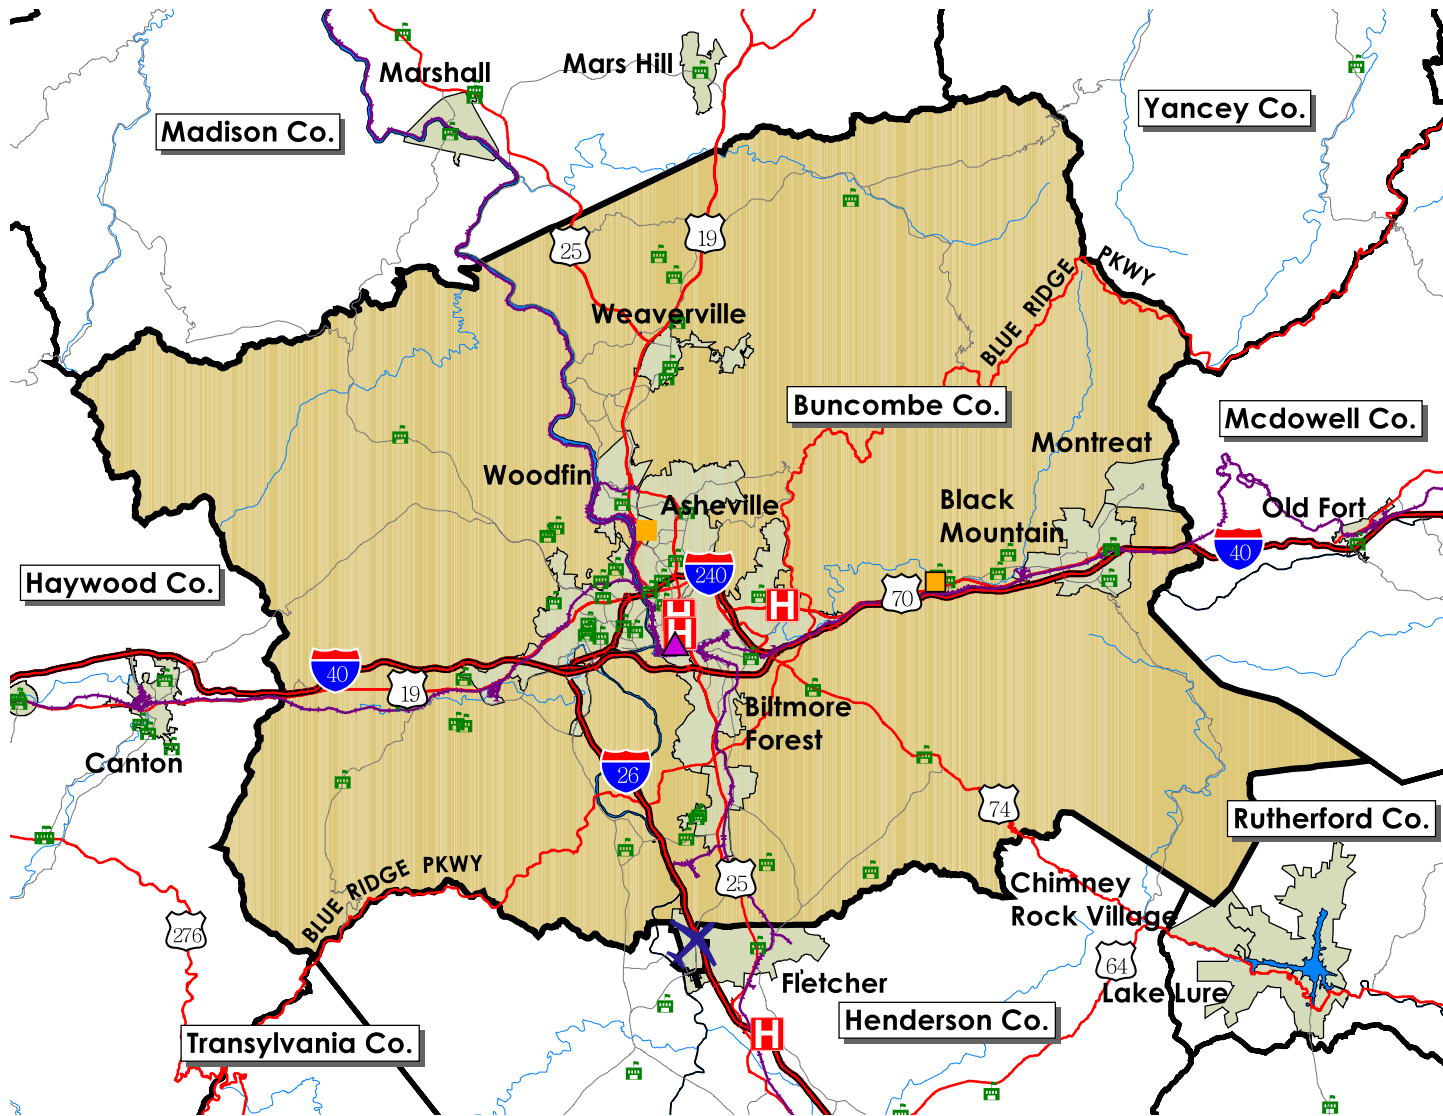 Mars Hill
Marshall
Yancey Co.
Madison Co.
19
25
PKWY
BLUE RIDGE
Weaverville
Buncombe Co.
Mcdowell Co.
Montreat
Woodfin
Black
Mountain
Asheville
Old Fort
40
240
Haywood Co.
70
H
H
H
40
19
Biltmore
Forest
Canton
26
74
Rutherford Co.
BLUE RIDGE PKWY
25
Chimney
Rock Village
276
64
Fletcher
Lake Lure
Henderson Co.
H
Transylvania Co.